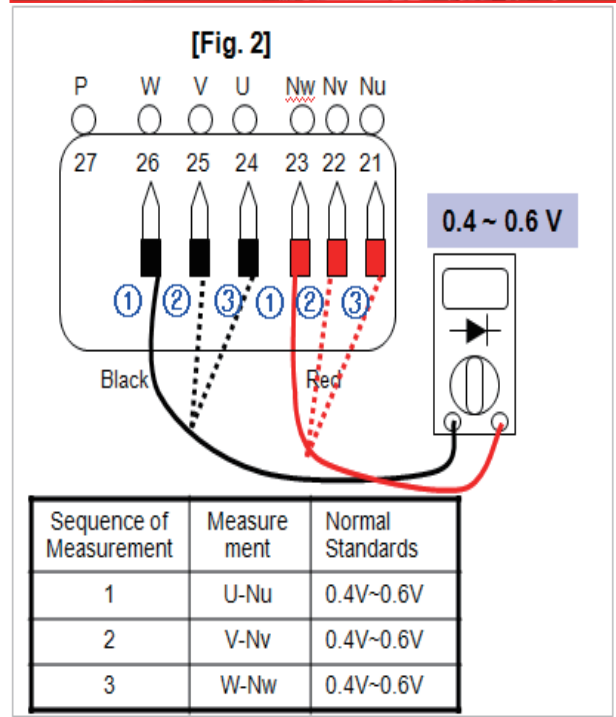 [Fig. 2]
P W V U Nw Nv Nu
27 26 25 24 23 22 21
0.4 ~ 0.6 V
① ② ③ ① ② ③
Black Red
Sequence of Measurement Measure ment Normal Standards
1 U-Nu 0.4V~0.6V
2 V-Nv 0.4V~0.6V
3 W-Nw 0.4V~0.6V